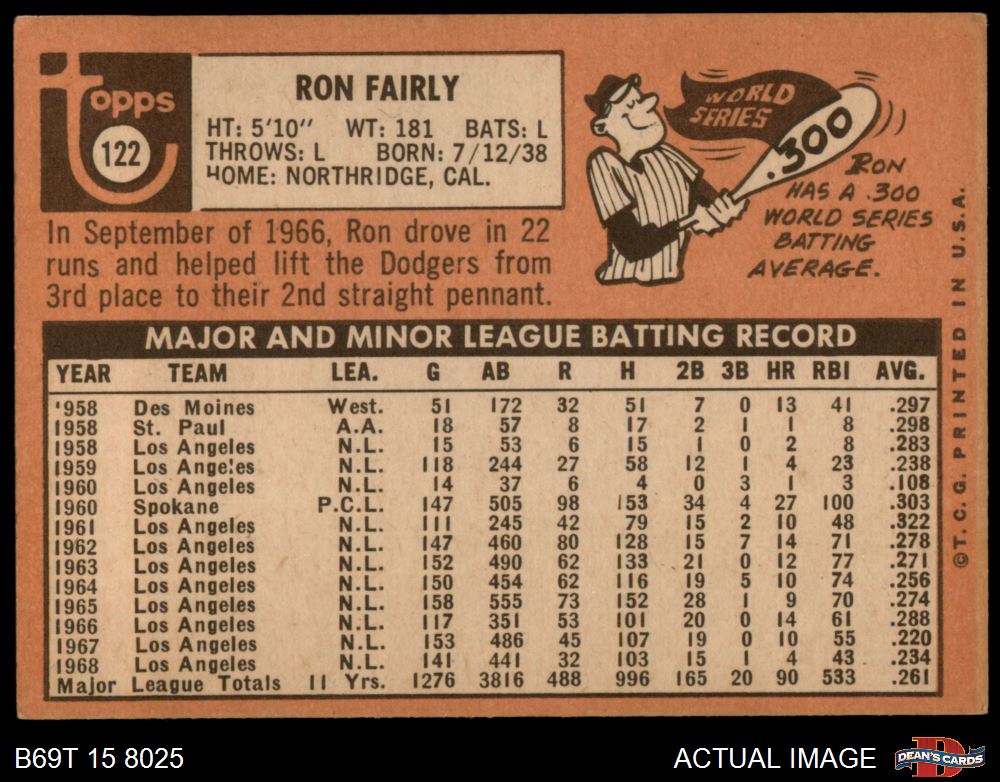 Topps
122
RON FAIRLY
HT: 5'10" WT: 181 BATS: L
THROWS: L BORN: 7/12/38
HOME: NORTHRIDGE, CAL.
In September of 1966, Ron drove in 22
runs and helped lift the Dodgers from
3rd place to their 2nd straight pennant.
WORLD
SERIES
.300
RON
HAS A .300
WORLD SERIES
BATTING
AVERAGE.
MAJOR AND MINOR LEAGUE BATTING RECORD
YEAR TEAM LEA. G AB R H 2B 3B HR RBI AVG.
1958 Des Moines West. 51 172 32 51 7 0 13 41 .297
1958 St. Paul A.A. 18 57 8 17 2 1 1 8 .298
1958 Los Angeles N.L. 15 53 6 15 1 0 2 8 .283
1959 Los Angeles N.L. 118 244 27 58 12 1 4 23 .238
1960 Los Angeles N.L. 14 37 6 4 0 3 1 3 .108
1960 Spokane P.C.L. 147 505 98 153 34 4 27 100 .303
1961 Los Angeles N.L. 111 245 42 79 15 2 10 48 .322
1962 Los Angeles N.L. 147 460 80 128 15 7 14 71 .278
1963 Los Angeles N.L. 152 490 62 133 21 0 12 77 .271
1964 Los Angeles N.L. 150 454 62 116 19 5 10 74 .256
1965 Los Angeles N.L. 158 555 73 152 28 1 9 70 .274
1966 Los Angeles N.L. 117 351 53 101 20 0 14 61 .288
1967 Los Angeles N.L. 153 486 45 107 19 0 10 55 .220
1968 Los Angeles N.L. 141 441 32 103 15 1 4 43 .234
Major League Totals 11 Yrs. 1276 3816 488 996 165 20 90 533 .261
©T.C.G. PRINTED IN U.S.A.
B69T 15 8025
ACTUAL IMAGE
D
DEAN'S CARDS